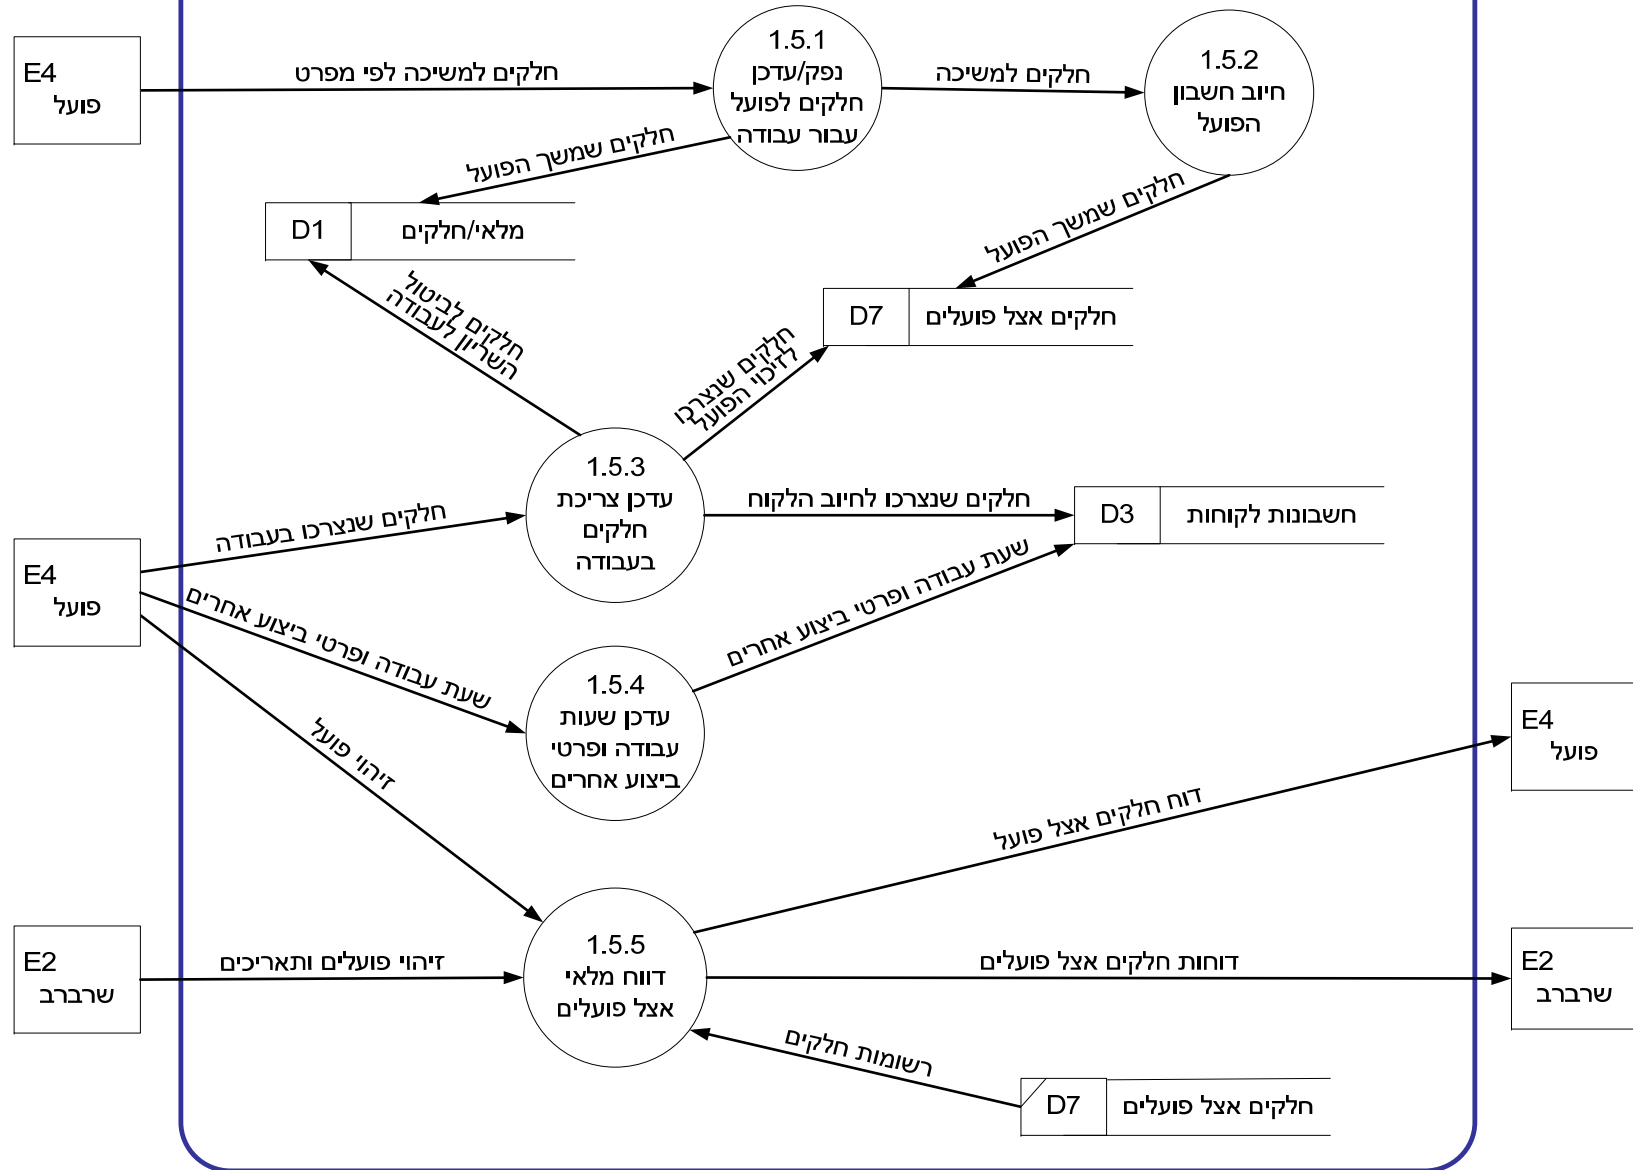 E4
פועל
חלקים למשיכה לפי מפרט
1.5.1
נפק/עדכן
חלקים לפועל
עבור עבודה
חלקים למשיכה
1.5.2
חיוב חשבון
הפועל
חלקים שמשך הפועל
D1
מלאי/חלקים
חלקים שמשך הפועל
D7
חלקים אצל פועלים
חלקים לביטול
השריון לעבודה
חלקים שנצרכו
לזיכוי הפועל
E4
פועל
חלקים שנצרכו בעבודה
1.5.3
עדכן צריכת
חלקים
בעבודה
חלקים שנצרכו לחיוב הלקוח
D3
חשבונות לקוחות
שעת עבודה ופרטי ביצוע אחרים
1.5.4
עדכן שעות
עבודה ופרטי
ביצוע אחרים
שעת עבודה ופרטי ביצוע אחרים
זיהוי פועל
E4
פועל
דוח חלקים אצל פועל
E2
שרברב
זיהוי פועלים ותאריכים
1.5.5
דווח מלאי
אצל פועלים
דוחות חלקים אצל פועלים
E2
שרברב
רשומות חלקים
D7
חלקים אצל פועלים